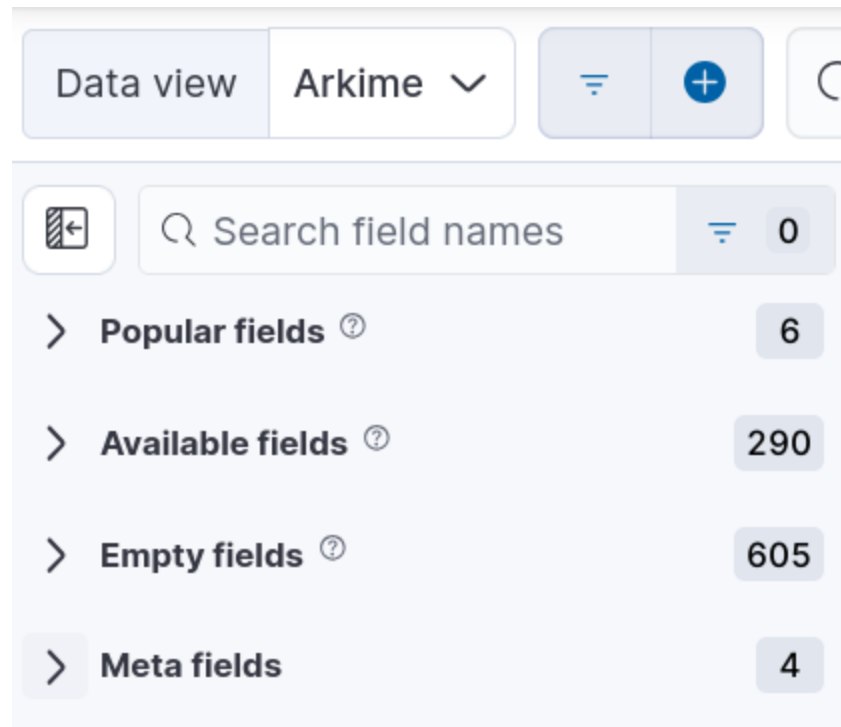 Data view Arkime
Search field names 0
Popular fields ? 6
Available fields ? 290
Empty fields ? 605
Meta fields 4